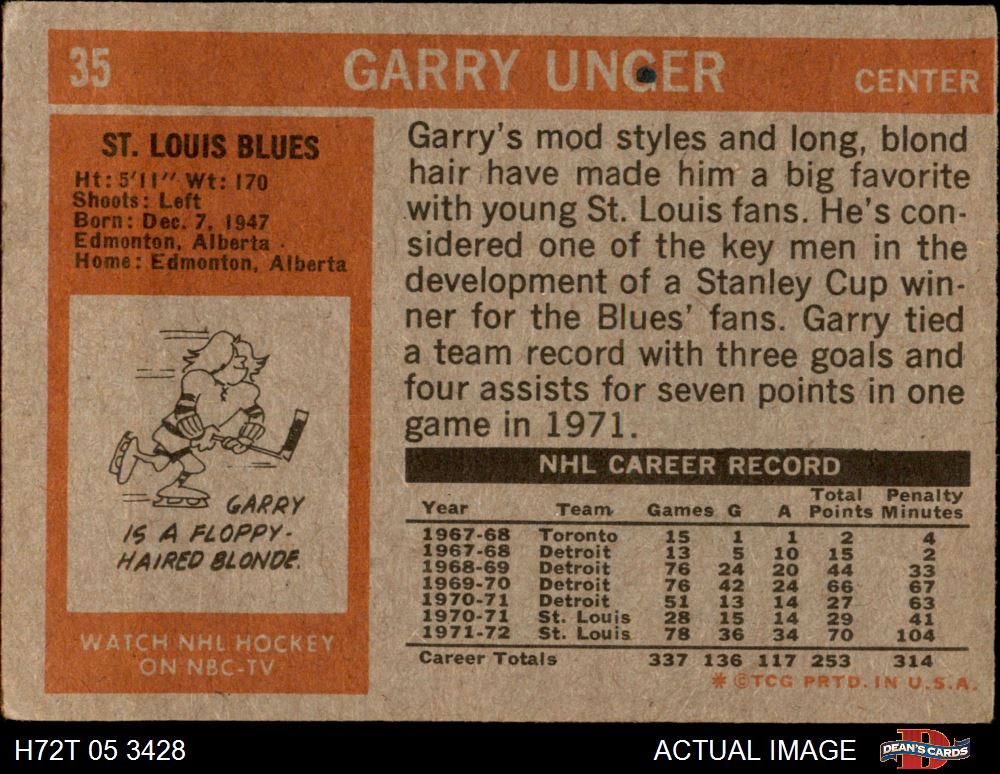 35 GARRY UNGER CENTER
ST. LOUIS BLUES
Ht: 5'11" Wt: 170
Shoots: Left
Born: Dec. 7, 1947
Edmonton, Alberta
Home: Edmonton, Alberta
GARRY
IS A FLOPPY-
HAIRED BLONDE.
WATCH NHL HOCKEY
ON NBC-TV
Garry's mod styles and long, blond
hair have made him a big favorite
with young St. Louis fans. He's con-
sidered one of the key men in the
development of a Stanley Cup win-
ner for the Blues' fans. Garry tied
a team record with three goals and
four assists for seven points in one
game in 1971.
NHL CAREER RECORD
Total Penalty
Year Team Games G A Points Minutes
1967-68 Toronto 15 1 1 2 4
1967-68 Detroit 13 5 10 15 2
1968-69 Detroit 76 24 20 44 33
1969-70 Detroit 76 42 24 66 67
1970-71 Detroit 51 13 14 27 63
1970-71 St. Louis 28 15 14 29 41
1971-72 St. Louis 78 36 34 70 104
Career Totals 337 136 117 253 314
* ©TCG PRTD. IN U.S.A.
H72T 05 3428 ACTUAL IMAGE DEAN'S CARDS